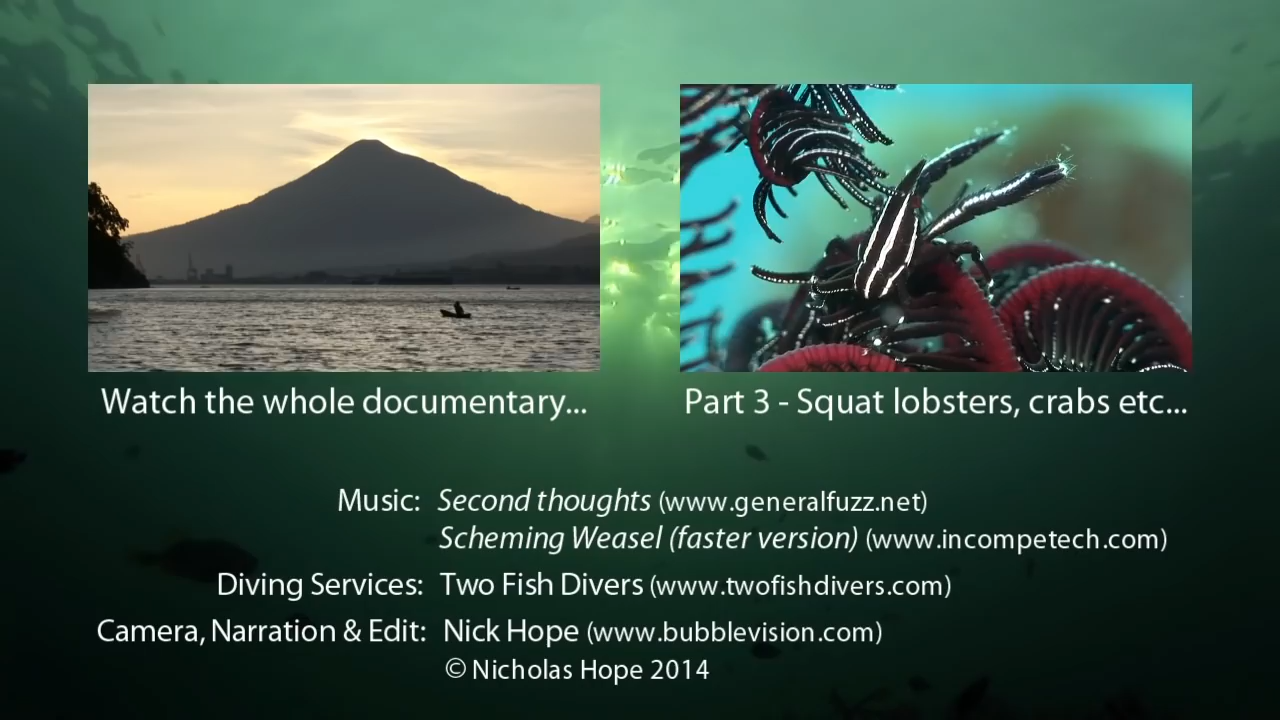 Watch the whole documentary...
Part 3 - Squat lobsters, crabs etc...
Music: Second thoughts (www.generalfuzz.net)
Scheming Weasel (faster version) (www.incompetech.com)
Diving Services: Two Fish Divers (www.twofishdivers.com)
Camera, Narration & Edit: Nick Hope (www.bubblevision.com)
© Nicholas Hope 2014